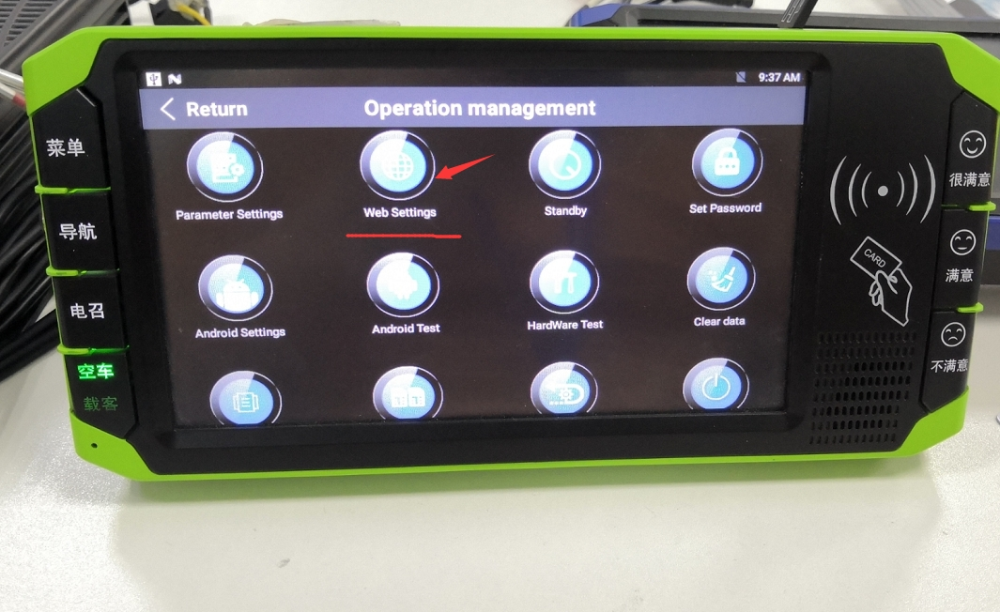 9:37 AM
Return
Operation management
Parameter Settings
Web Settings
Standby
Set Password
Android Settings
Android Test
HardWare Test
Clear data
菜单
导航
电召
空车
载客
很满意
满意
不满意
CARD